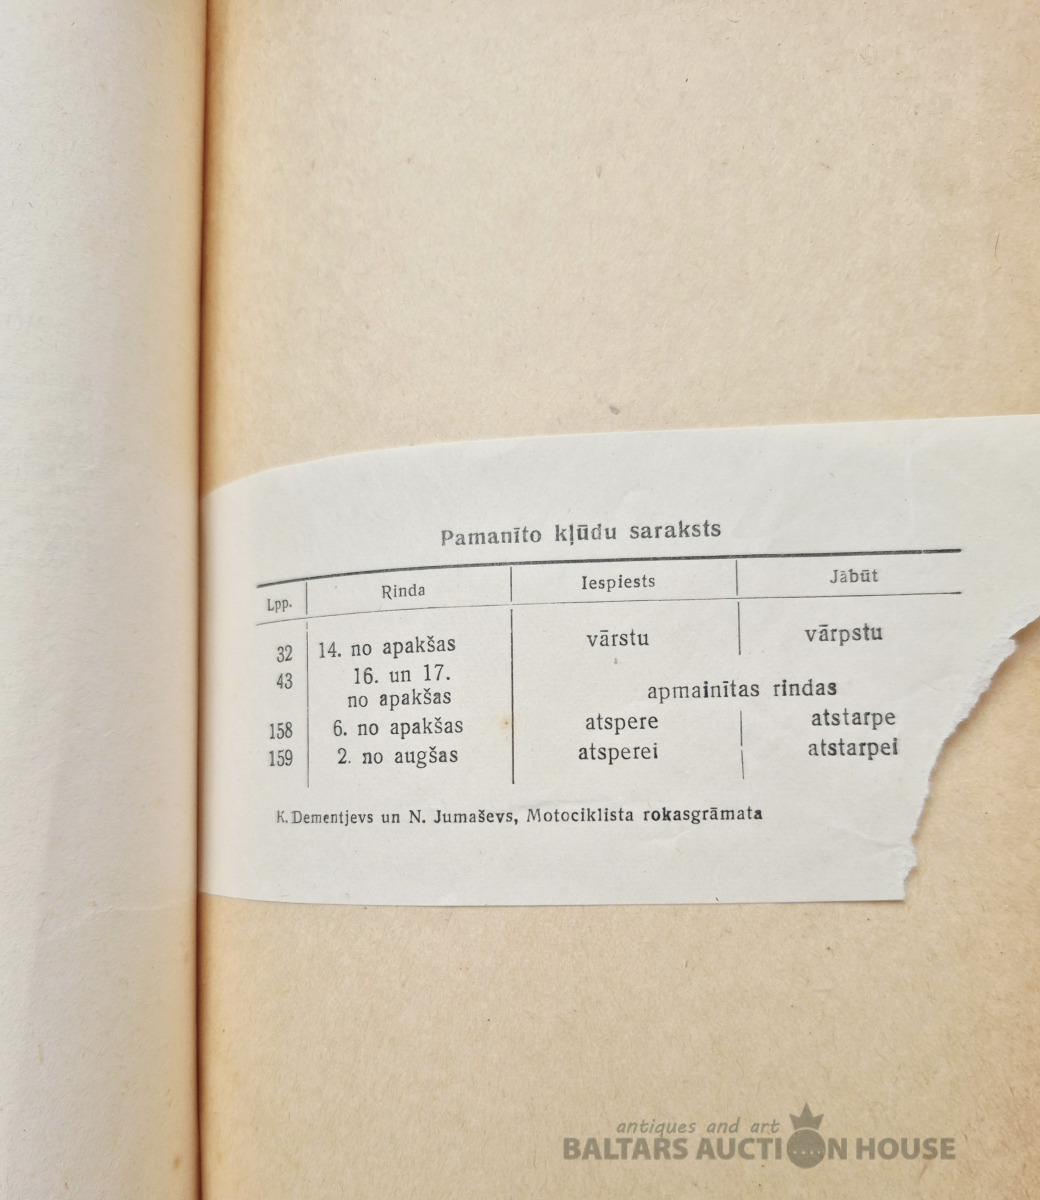 Pamanīto kļūdu saraksts
Lpp. Rinda Iespiests Jābūt
32 14. no apakšas vārstu vārpstu
43 16. un 17.
no apakšas apmainītas rindas
158 6. no apakšas atspere atstarpe
159 2. no augšas atsperei atstarpei
K. Dementjevs un N. Jumaševs, Motociklista rokasgrāmata
antiques and art
BALTARS AUCTION HOUSE